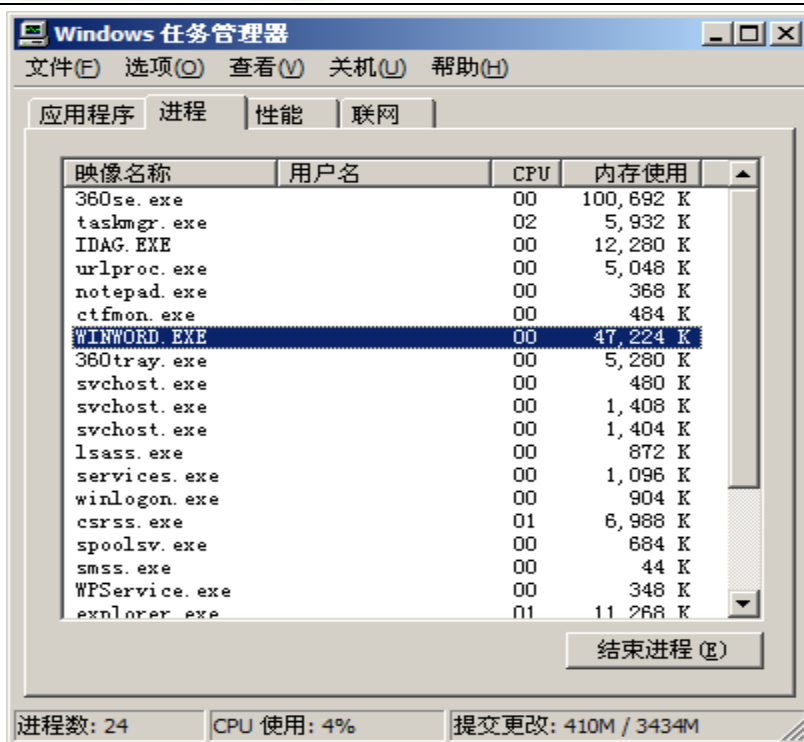 Windows 任务管理器
文件(F) 选项(O) 查看(V) 关机(U) 帮助(H)
应用程序 进程 性能 联网
映像名称 用户名 CPU 内存使用
360se.exe 00 100,692 K
taskmgr.exe 02 5,932 K
IDAG.EXE 00 12,280 K
urlproc.exe 00 5,048 K
notepad.exe 00 368 K
ctfmon.exe 00 484 K
WINWORD.EXE 00 47,224 K
360tray.exe 00 5,280 K
svchost.exe 00 480 K
svchost.exe 00 1,408 K
svchost.exe 00 1,404 K
lsass.exe 00 872 K
services.exe 00 1,096 K
winlogon.exe 00 904 K
csrss.exe 01 6,988 K
spoolsv.exe 00 684 K
smss.exe 00 44 K
WPService.exe 00 348 K
explorer.exe 01 11,268 K
结束进程(E)
进程数: 24 CPU 使用: 4% 提交更改: 410M / 3434M